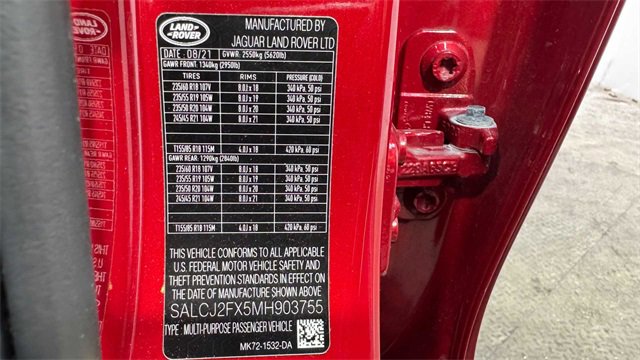 LAND ROVER
MANUFACTURED BY
JAGUAR LAND ROVER LTD
DATE: 08/21 GVWR: 2550kg (5620lb)
GAWR FRONT: 1340kg (2950lb)
TIRES RIMS PRESSURE (COLD)
235/60 R18 107V 8.0J x 18 340 kPa, 50 psi
235/55 R19 105W 8.0J x 19 340 kPa, 50 psi
235/50 R20 104W 8.0J x 20 340 kPa, 50 psi
245/45 R21 104W 8.0J x 21 340 kPa, 50 psi
T155/85 R18 115M 4.0J x 18 420 kPa, 60 psi
GAWR REAR: 1290kg (2840lb)
235/60 R18 107V 8.0J x 18 340 kPa, 50 psi
235/55 R19 105W 8.0J x 19 340 kPa, 50 psi
235/50 R20 104W 8.0J x 20 340 kPa, 50 psi
245/45 R21 104W 8.0J x 21 340 kPa, 50 psi
T155/85 R18 115M 4.0J x 18 420 kPa, 60 psi
THIS VEHICLE CONFORMS TO ALL APPLICABLE
U.S. FEDERAL MOTOR VEHICLE SAFETY AND
THEFT PREVENTION STANDARDS IN EFFECT ON
THE DATE OF MANUFACTURE SHOWN ABOVE
SALCJ2FX5MH903755
TYPE: MULTI-PURPOSE PASSENGER VEHICLE
MK72-1532-DA